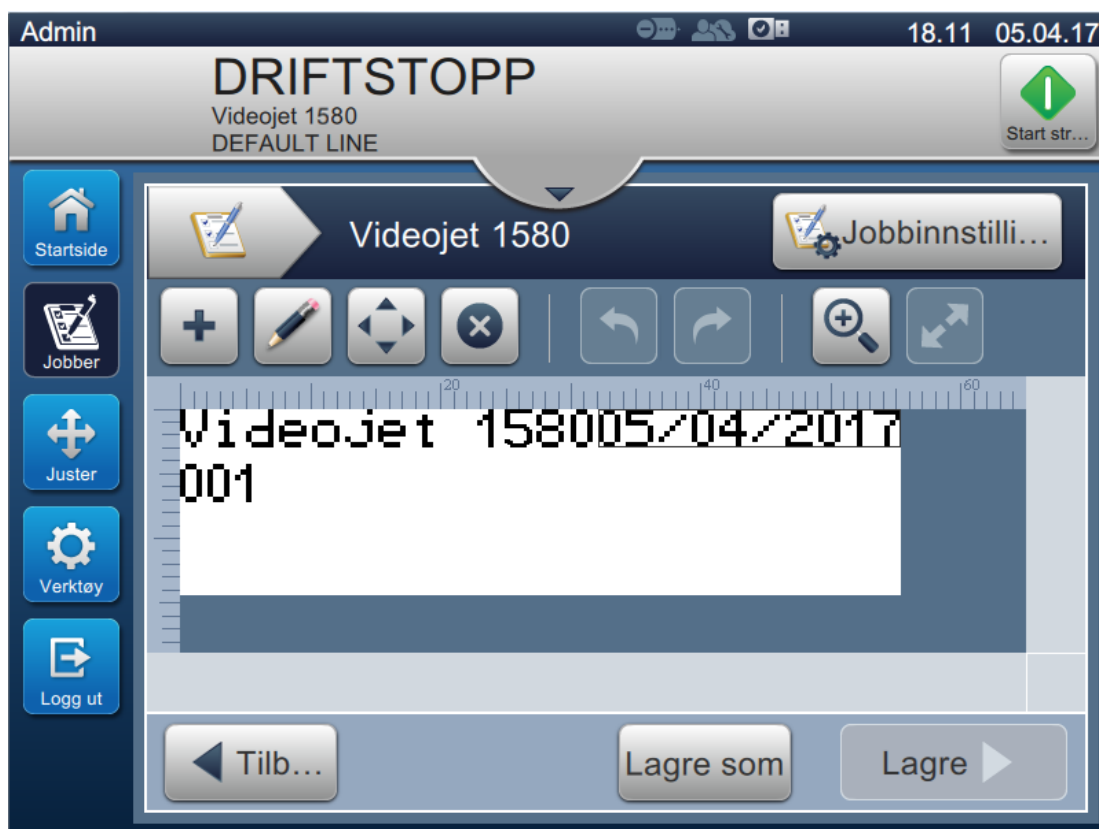 Admin 18.11 05.04.17
DRIFTSTOPP
Videojet 1580
DEFAULT LINE
Start str...
Startside
Videojet 1580
Jobbinnstilli...
Jobber
20 40 60
Videojet 158005/04/2017
001
Juster
Verktøy
Logg ut
Tilb...
Lagre som
Lagre